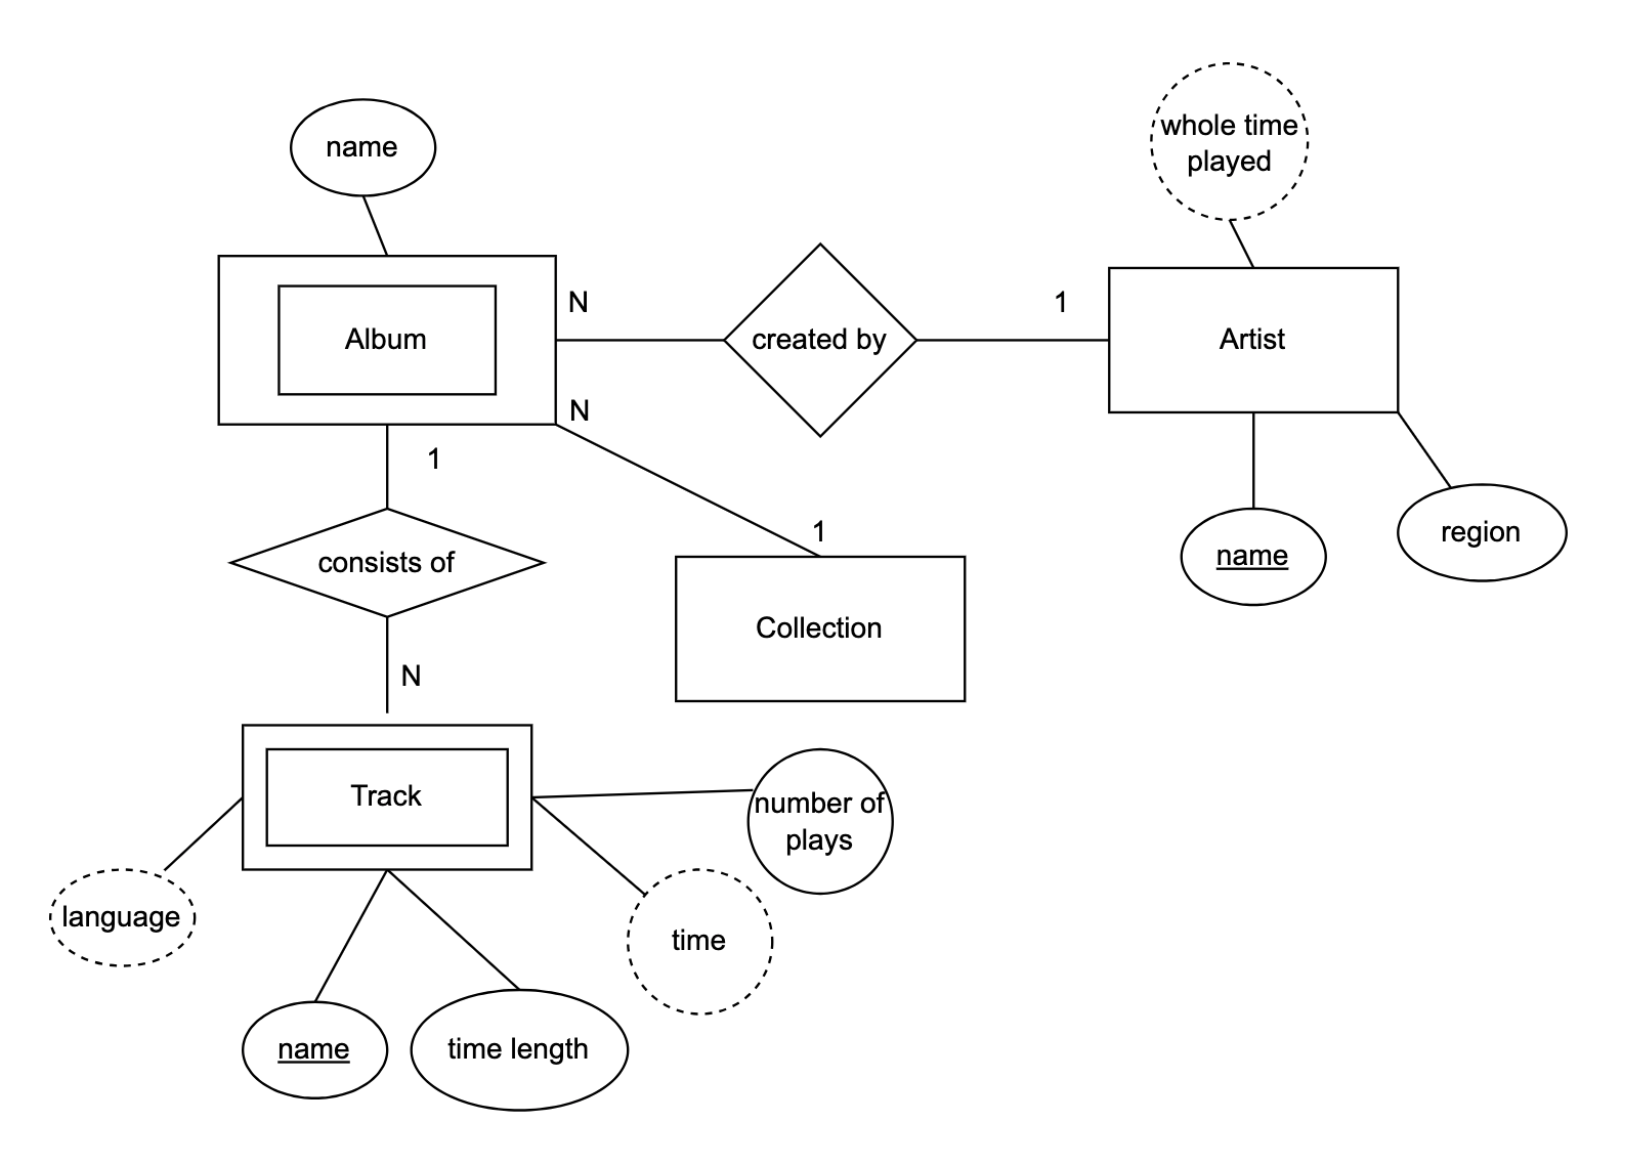 whole time
played
name
N
1
Album
created by
Artist
N
1
1
region
name
consists of
Collection
N
Track
number of
plays
language
time
name
time length